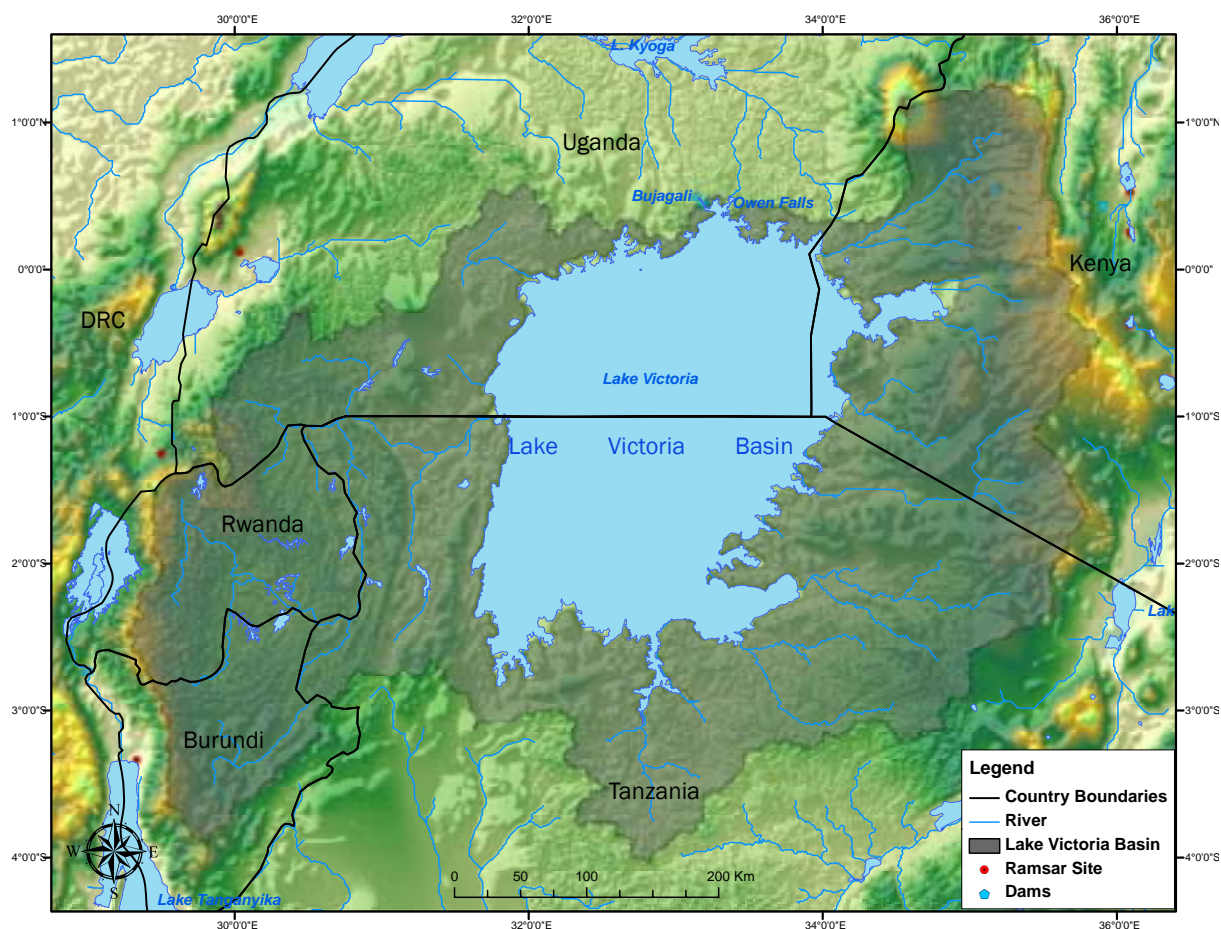 30°0'0"E 32°0'0"E 34°0'0"E 36°0'0"E
L. Kyoga
1°0'0"N 1°0'0"N
Uganda
Bujagali Owen Falls
0°0'0" 0°0'0"
Kenya
DRC
Lake Victoria
1°0'0"S 1°0'0"S
Lake Victoria Basin
Rwanda
2°0'0"S 2°0'0"S
Lak
3°0'0"S 3°0'0"S
Burundi
Tanzania
Legend
Country Boundaries
River
Lake Victoria Basin
Ramsar Site
Dams
N
W E
S
4°0'0"S 4°0'0"S
0 50 100 200 Km
Lake Tanganyika
30°0'0"E 32°0'0"E 34°0'0"E 36°0'0"E